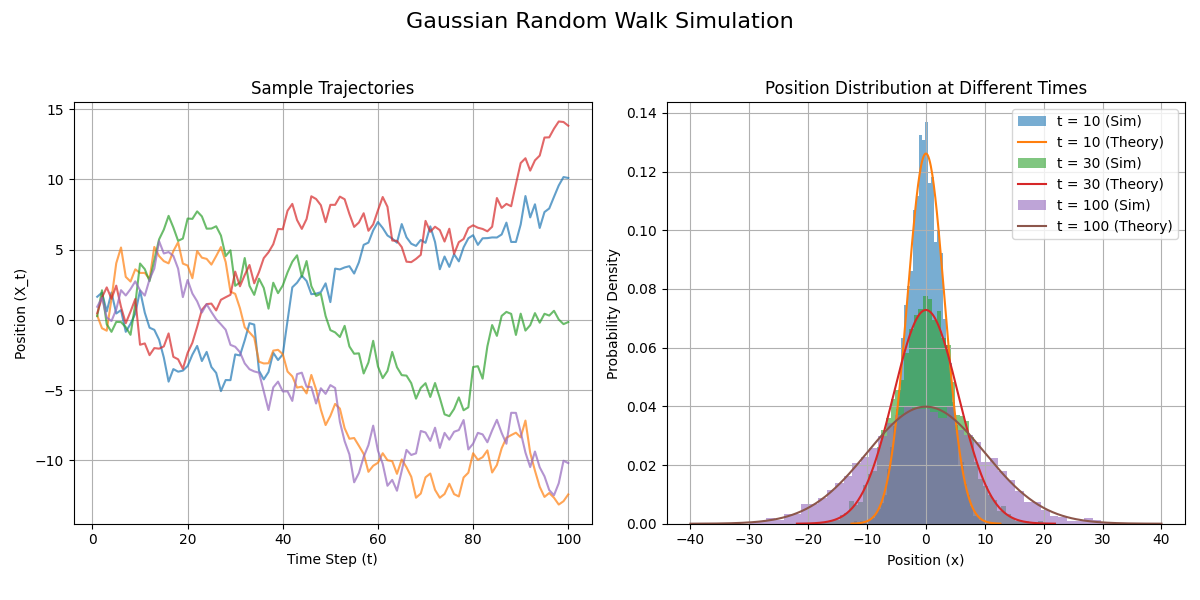 Gaussian Random Walk Simulation
Sample Trajectories
Position (X_t)
15
10
5
0
−5
−10
0
20
40
60
80
100
Time Step (t)
Position Distribution at Different Times
Probability Density
0.14
0.12
0.10
0.08
0.06
0.04
0.02
0.00
−40
−30
−20
−10
0
10
20
30
40
Position (x)
t = 10 (Sim)
t = 10 (Theory)
t = 30 (Sim)
t = 30 (Theory)
t = 100 (Sim)
t = 100 (Theory)